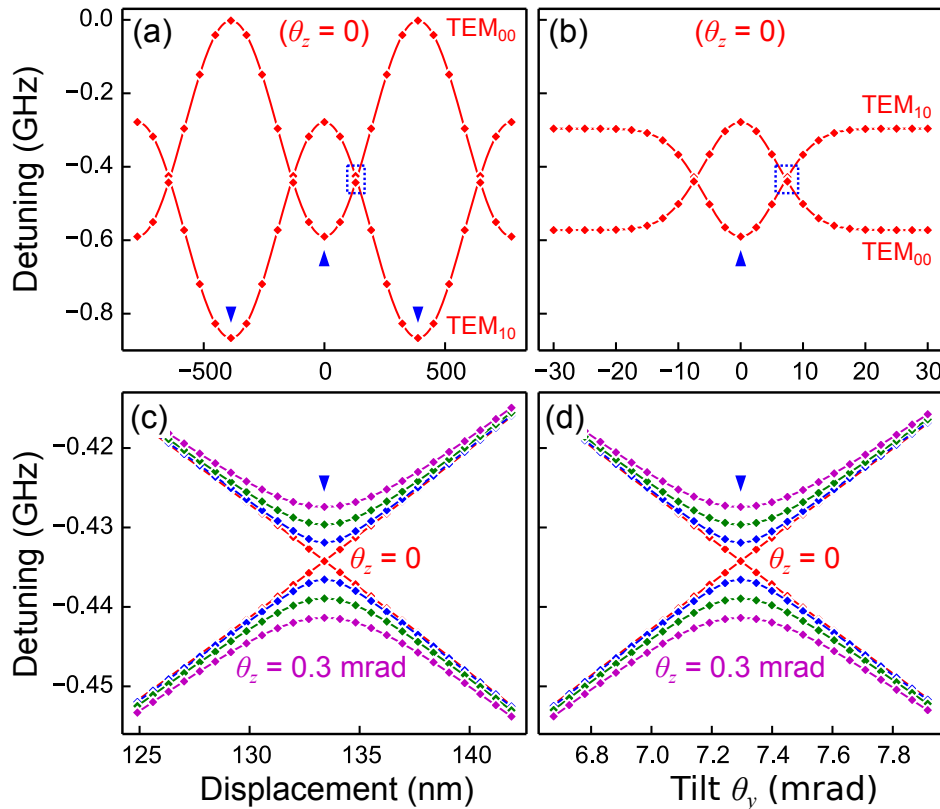 (a)
(θz = 0)
TEM00
TEM10
Detuning (GHz)
0.0
−0.2
−0.4
−0.6
−0.8
−500
0
500
(b)
(θz = 0)
TEM10
TEM00
−30
−20
−10
0
10
20
30
(c)
θz = 0
θz = 0.3 mrad
Detuning (GHz)
−0.42
−0.43
−0.44
−0.45
125
130
135
140
Displacement (nm)
(d)
θz = 0
θz = 0.3 mrad
6.8
7.0
7.2
7.4
7.6
7.8
Tilt θy (mrad)